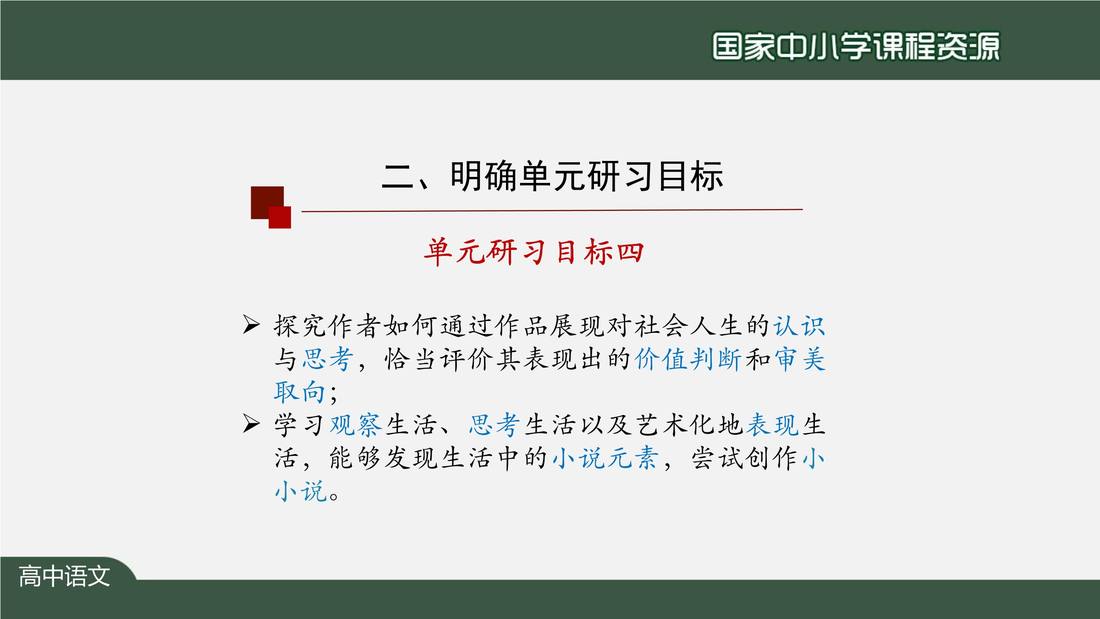 国家中小学课程资源
二、明确单元研习目标
单元研习目标四
➢ 探究作者如何通过作品展现对社会人生的认识
与思考，恰当评价其表现出的价值判断和审美
取向；
➢ 学习观察生活、思考生活以及艺术化地表现生
活，能够发现生活中的小说元素，尝试创作小
小说。
高中语文